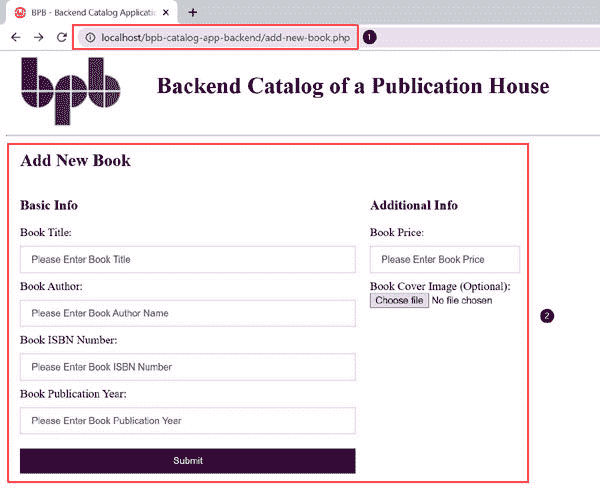 BPB - Backend Catalog Applicatio
localhost/bpb-catalog-app-backend/add-new-book.php
1
bpb
Backend Catalog of a Publication House
Add New Book
Basic Info
Book Title:
Please Enter Book Title
Book Author:
Please Enter Book Author Name
Book ISBN Number:
Please Enter Book ISBN Number
Book Publication Year:
Please Enter Book Publication Year
Submit
Additional Info
Book Price:
Please Enter Book Price
Book Cover Image (Optional):
Choose file No file chosen
2